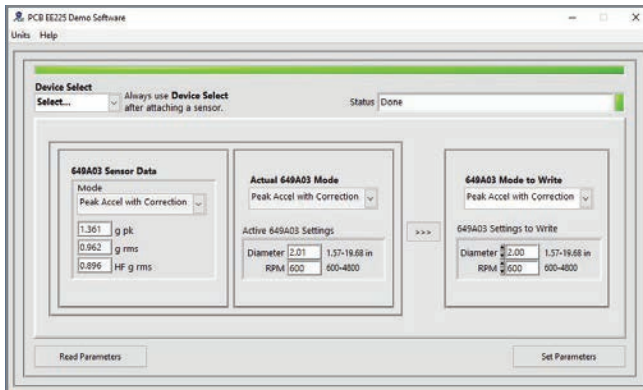 PCB EE225 Demo Software
Units Help
Device Select
Select...
Always use Device Select
after attaching a sensor.
Status Done
649A03 Sensor Data
Mode
Peak Accel with Correction
1.361 g pk
0.962 g rms
0.896 HF g rms
Actual 649A03 Mode
Peak Accel with Correction
Active 649A03 Settings
Diameter 2.01 1.57-19.68 in
RPM 600 600-4800
>>>
649A03 Mode to Write
Peak Accel with Correction
649A03 Settings to Write
Diameter 2.00 1.57-19.68 in
RPM 600 600-4800
Read Parameters
Set Parameters